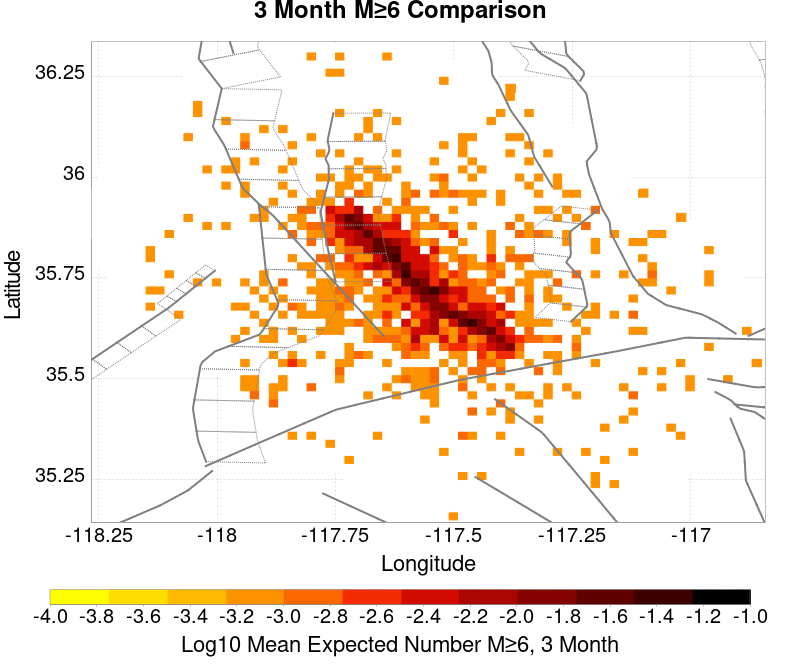 3 Month M≥6 Comparison
36.25
36
35.75
35.5
35.25
Latitude
-118.25 -118 -117.75 -117.5 -117.25 -117
Longitude
-4.0 -3.8 -3.6 -3.4 -3.2 -3.0 -2.8 -2.6 -2.4 -2.2 -2.0 -1.8 -1.6 -1.4 -1.2 -1.0
Log10 Mean Expected Number M≥6, 3 Month